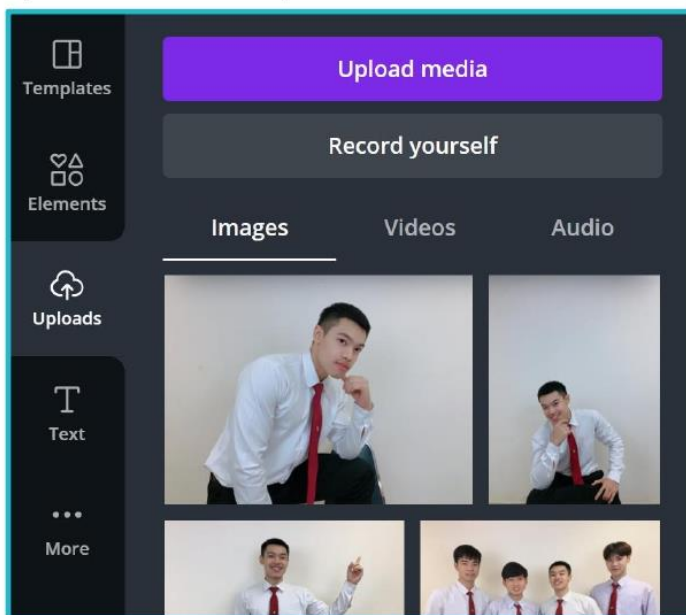 Templates
Elements
Uploads
Text
More
Upload media
Record yourself
Images Videos Audio